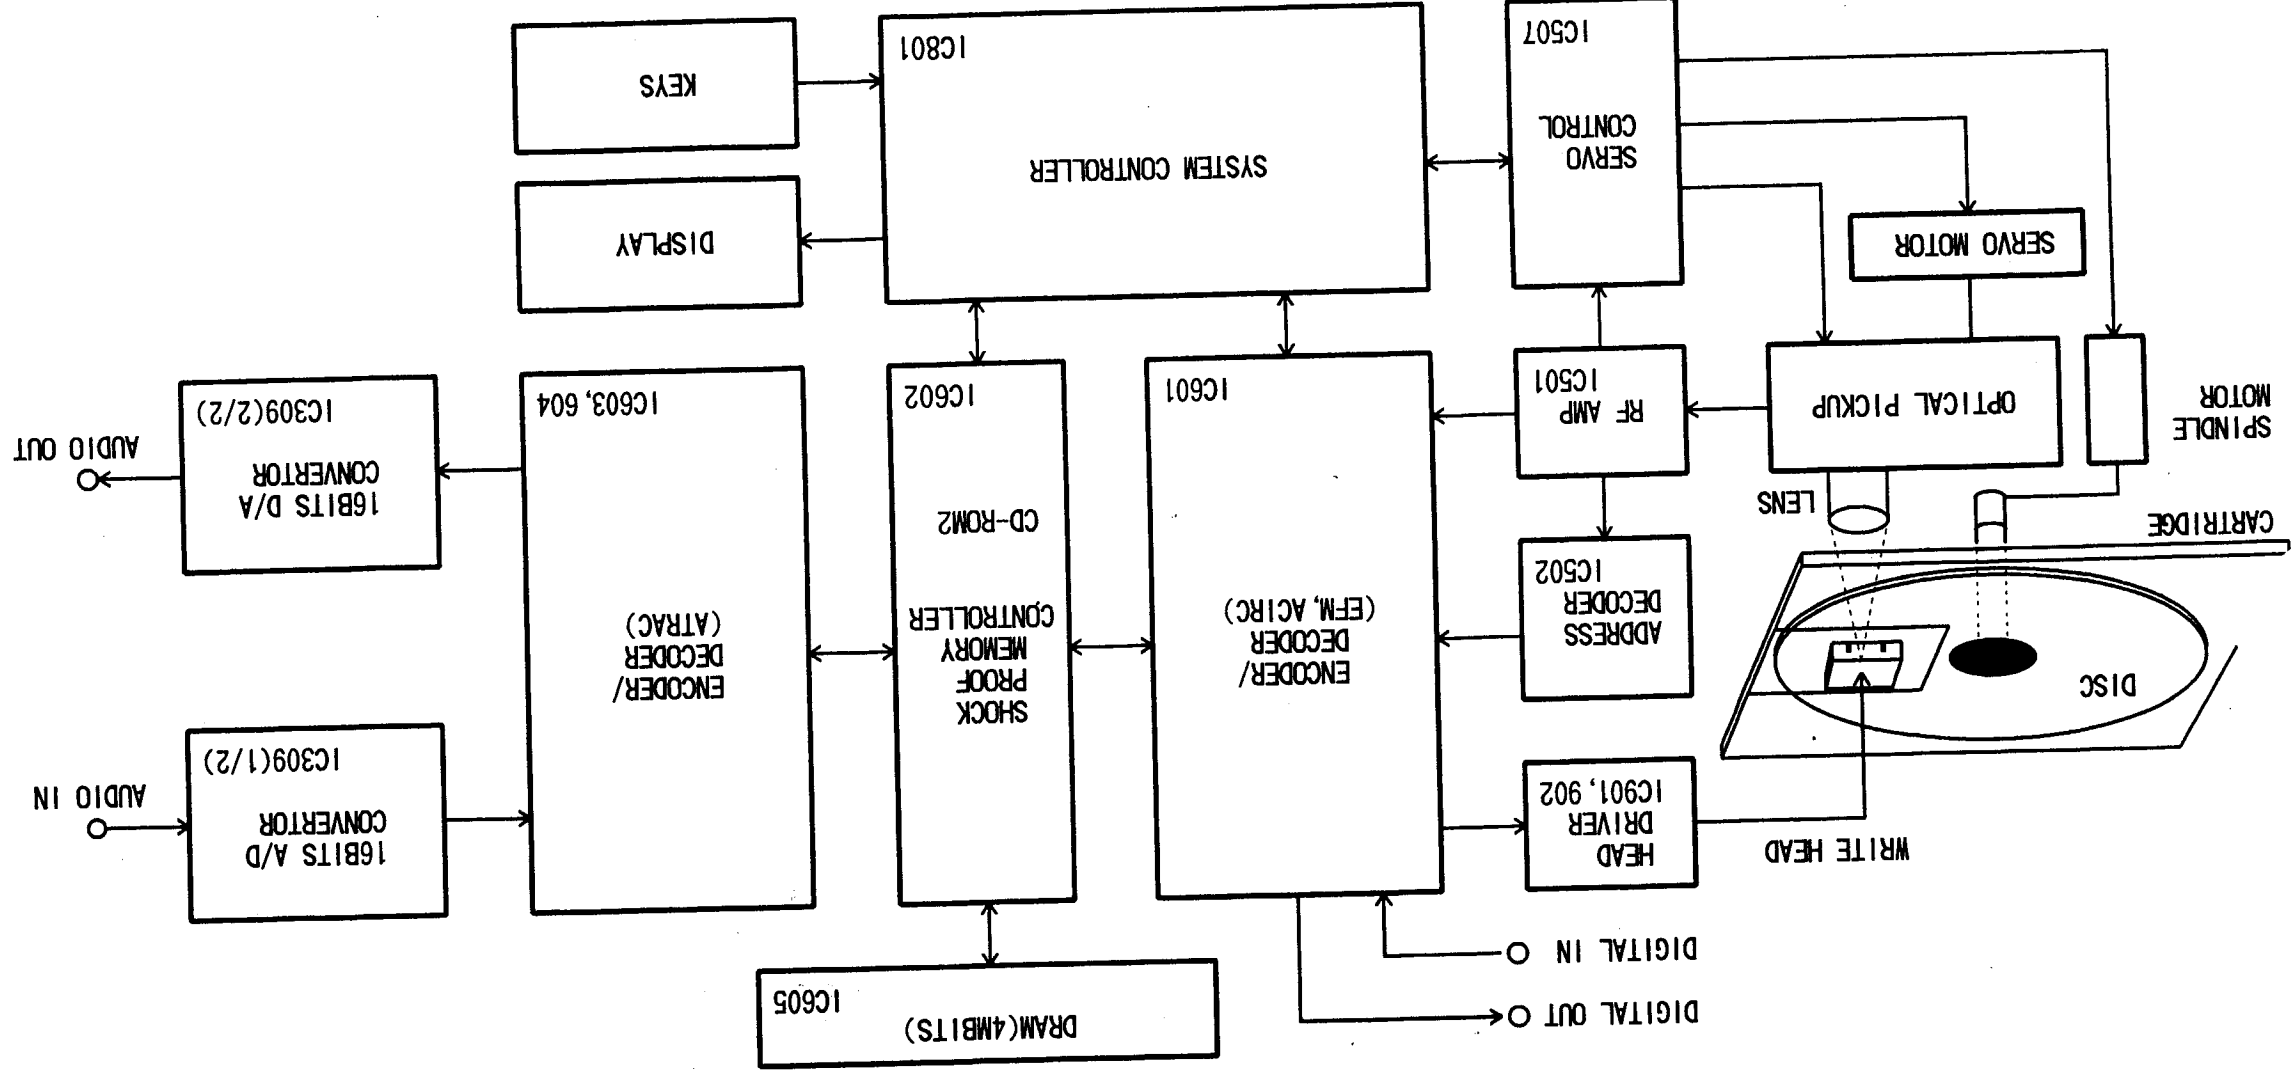 DIGITAL OUT
DIGITAL IN
DRAM(4MBITS)
IC605
WRITE HEAD
HEAD
DRIVER
IC901, 902
DISC
CARTRIDGE
LENS
SPINDLE
MOTOR
ADDRESS
DECODER
IC502
OPTICAL PICKUP
RF AMP
IC501
SERVO MOTOR
SERVO
CONTROL
IC507
ENCODER/
DECODER
(EFM, ACIRC)
IC601
SHOCK
PROOF
MEMORY
CONTROLLER
CD-ROM2
IC602
ENCODER/
DECODER
(ATRAC)
IC603, 604
16BITS A/D
CONVERTOR
IC309(1/2)
AUDIO IN
16BITS D/A
CONVERTOR
IC309(2/2)
AUDIO OUT
SYSTEM CONTROLLER
IC801
DISPLAY
KEYS